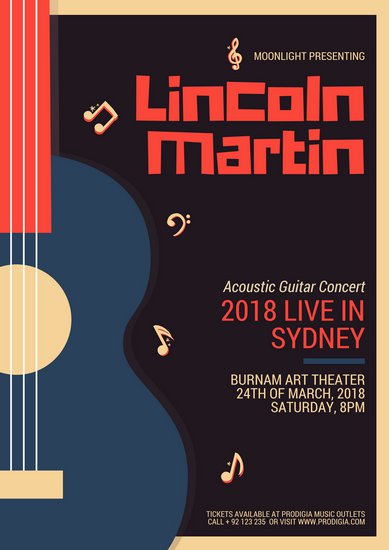 MOONLIGHT PRESENTING
Lincoln
Martin
Acoustic Guitar Concert
2018 LIVE IN
SYDNEY
BURNAM ART THEATER
24TH OF MARCH, 2018
SATURDAY, 8PM
TICKETS AVAILABLE AT PRODIGIA MUSIC OUTLETS
CALL + 92 123 235 OR VISIT WWW.PRODIGIA.COM